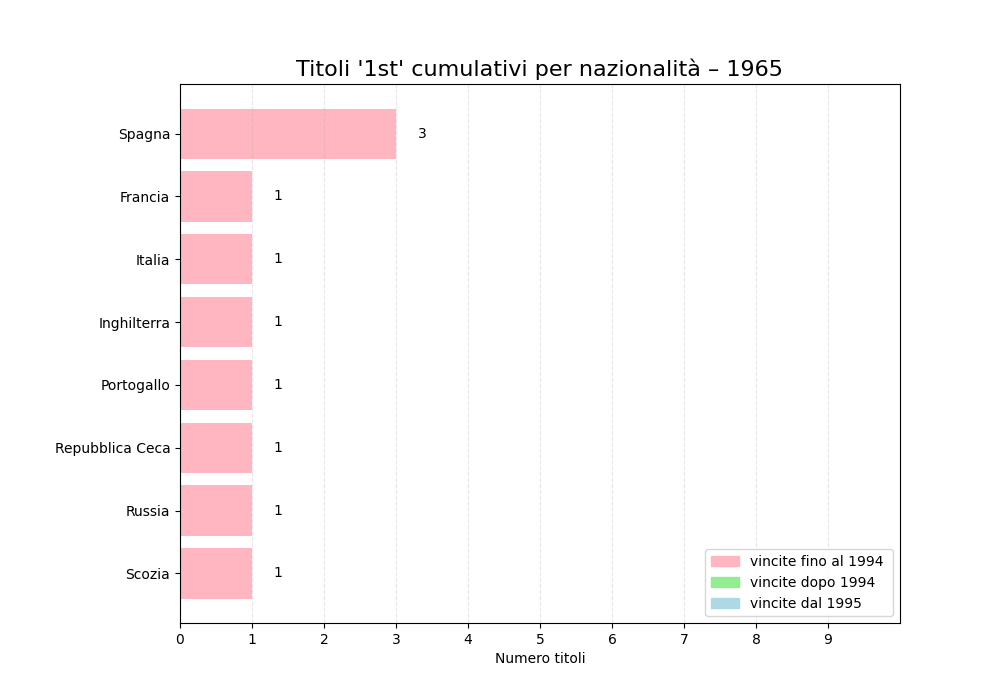 Titoli '1st' cumulativi per nazionalità – 1965
Spagna 3
Francia 1
Italia 1
Inghilterra 1
Portogallo 1
Repubblica Ceca 1
Russia 1
Scozia 1
vincite fino al 1994
vincite dopo 1994
vincite dal 1995
0 1 2 3 4 5 6 7 8 9
Numero titoli